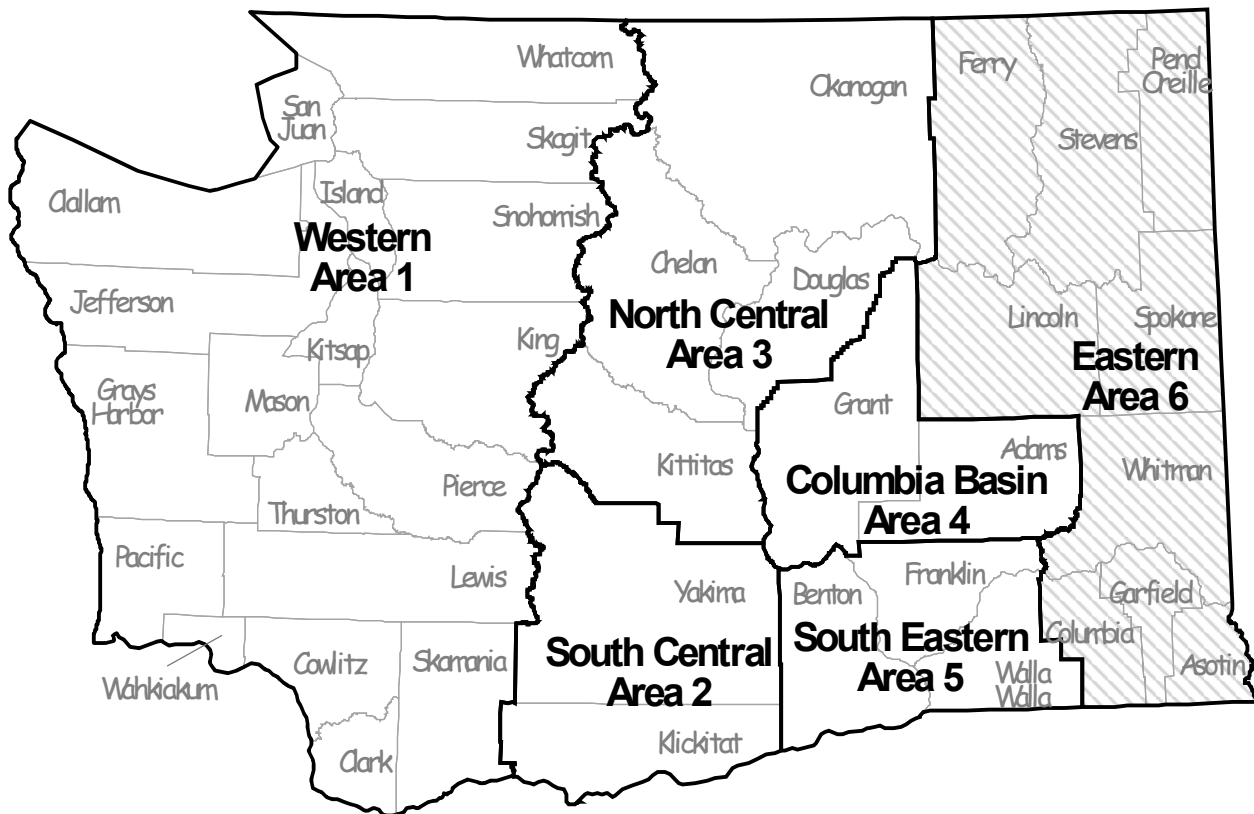 Whatcom
Okanogan
Ferry
Pend
Oreille
San
Juan
Skagit
Stevens
Clallam
Island
Snohomish
Western
Area 1
Chelan
Douglas
Jefferson
North Central
Area 3
King
Kitsap
Lincoln
Spokane
Eastern
Area 6
Grays
Harbor
Mason
Grant
Adams
Kittitas
Pierce
Whitman
Columbia Basin
Area 4
Thurston
Pacific
Lewis
Yakima
Benton
Franklin
Garfield
Columbia
South Central
Area 2
South Eastern
Area 5
Cowlitz
Skamania
Walla
Walla
Asotin
Wahkiakum
Klickitat
Clark